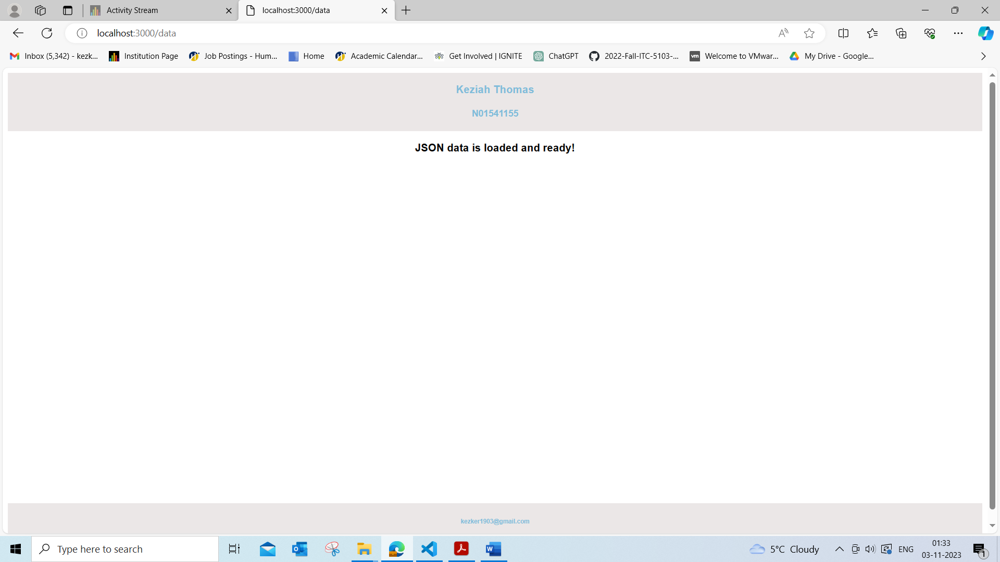 Activity Stream
localhost:3000/data
localhost:3000/data
Inbox (5,342) - kezk...
Institution Page
Job Postings - Hum...
Home
Academic Calendar...
Get Involved | IGNITE
ChatGPT
2022-Fall-ITC-5103-...
vm
Welcome to VMwar...
My Drive - Google...
Keziah Thomas
N01541155
JSON data is loaded and ready!
kezker1903@gmail.com
Type here to search
5°C Cloudy
ENG
01:33
03-11-2023
1